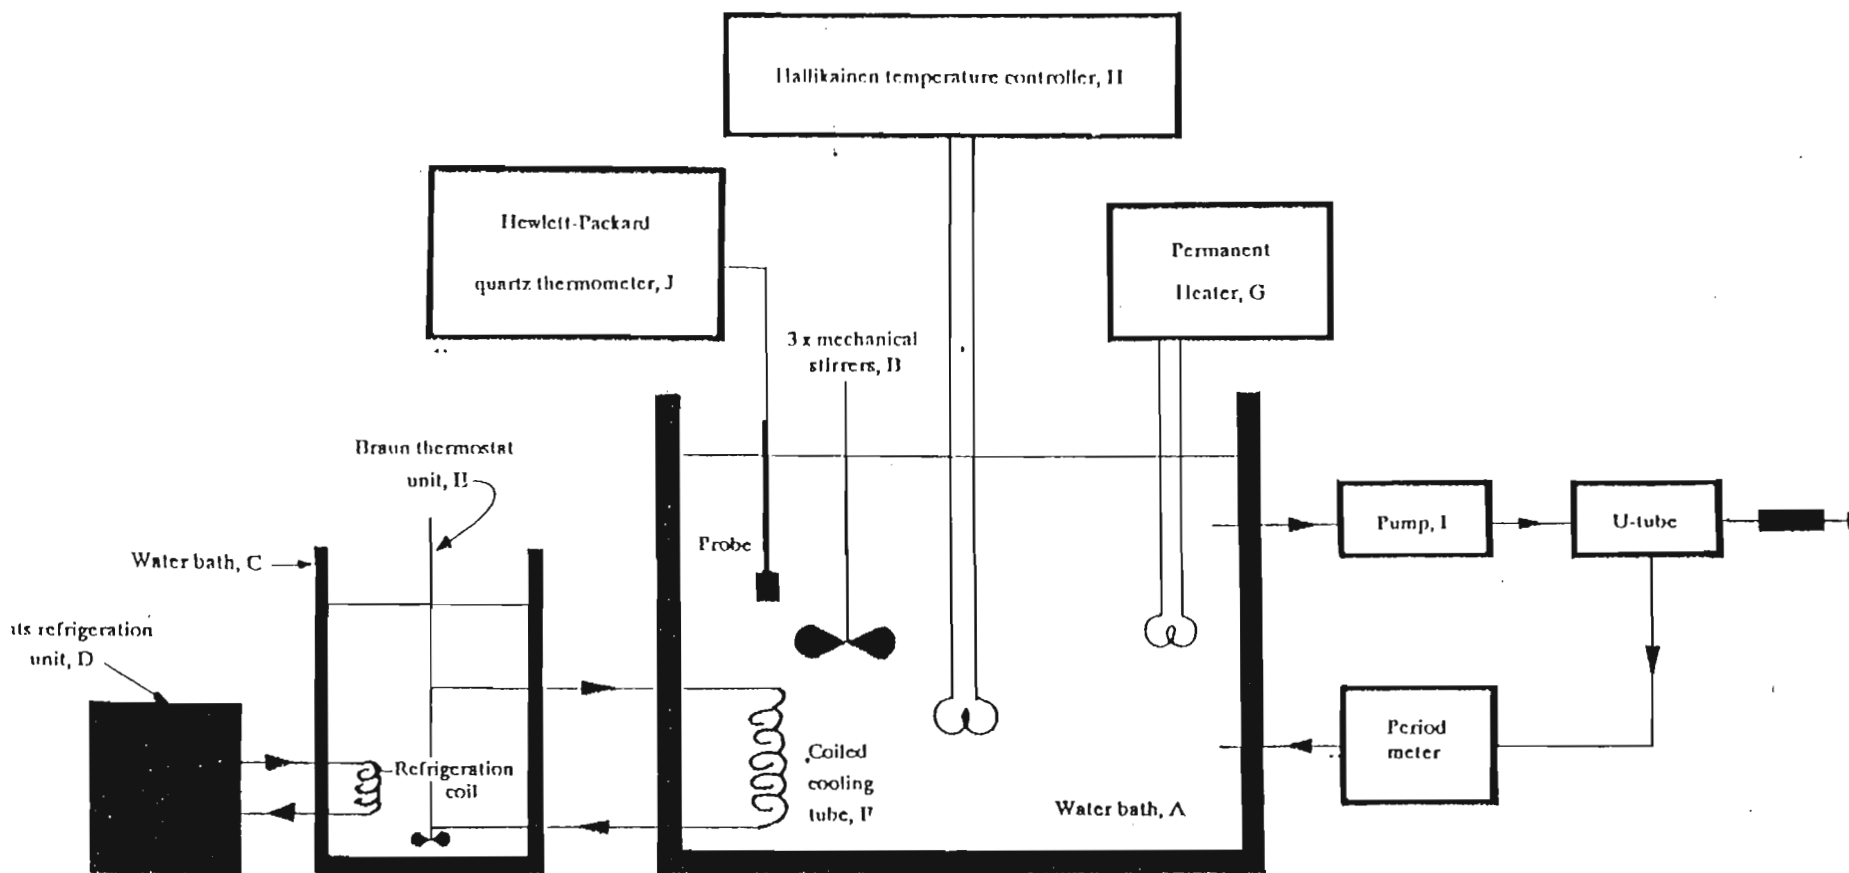 Hallikainen temperature controller, H
Hewlett-Packard
quartz thermometer, J
Permanent
Heater, G
3 x mechanical
stirrers, B
Braun thermostat
unit, E
Water bath, C
Probe
Pump, I
U-tube
its refrigeration
unit, D
Refrigeration
coil
Coiled
cooling
tube, F
Period
meter
Water bath, A